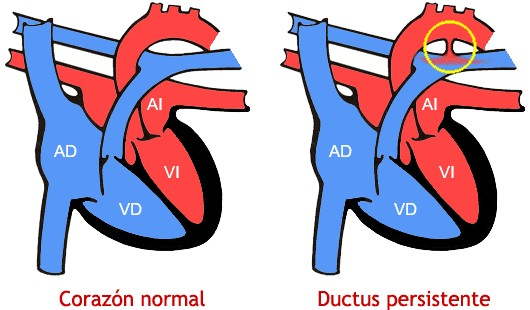 AI
AD
VI
VD
Corazón normal
AI
AD
VI
VD
Ductus persistente